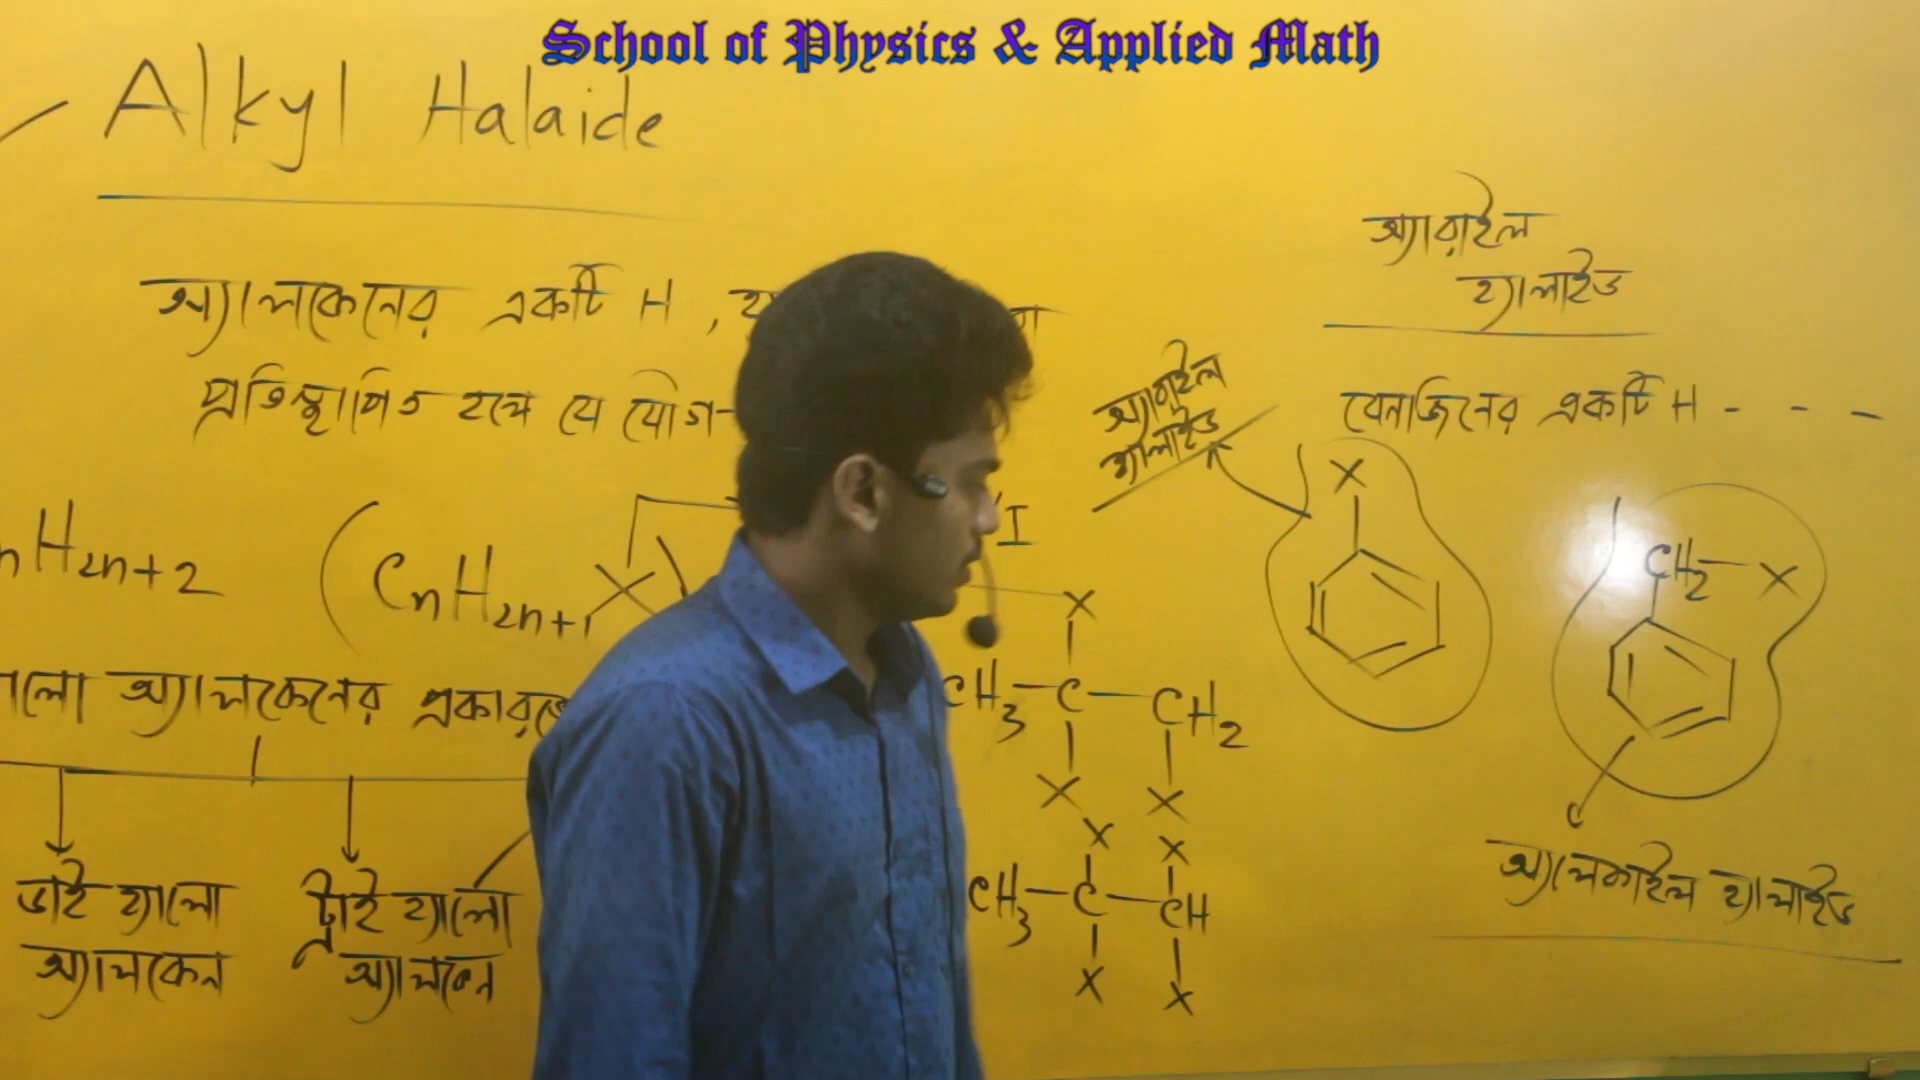 School of Physics & Applied Math
Alkyl Halaide
অ্যালকেনের একটি H ,
প্রতিস্থাপিত হলে যে যৌগ-
nH2n+2
(CnH2n+1 X
I
লো অ্যালকেনের প্রকারভে
ডাই হ্যালো
অ্যালকেন
ট্রাই হ্যালো
অ্যালকেন
X
CH3-C-CH2
X X
X X
CH3-C-CH
X X
অ্যারাইল
হ্যালাইড
বেনজিনের একটি H - - -
অ্যারাইল
হ্যালাইড
X
CH2-X
অ্যালকাইল হ্যালাইড